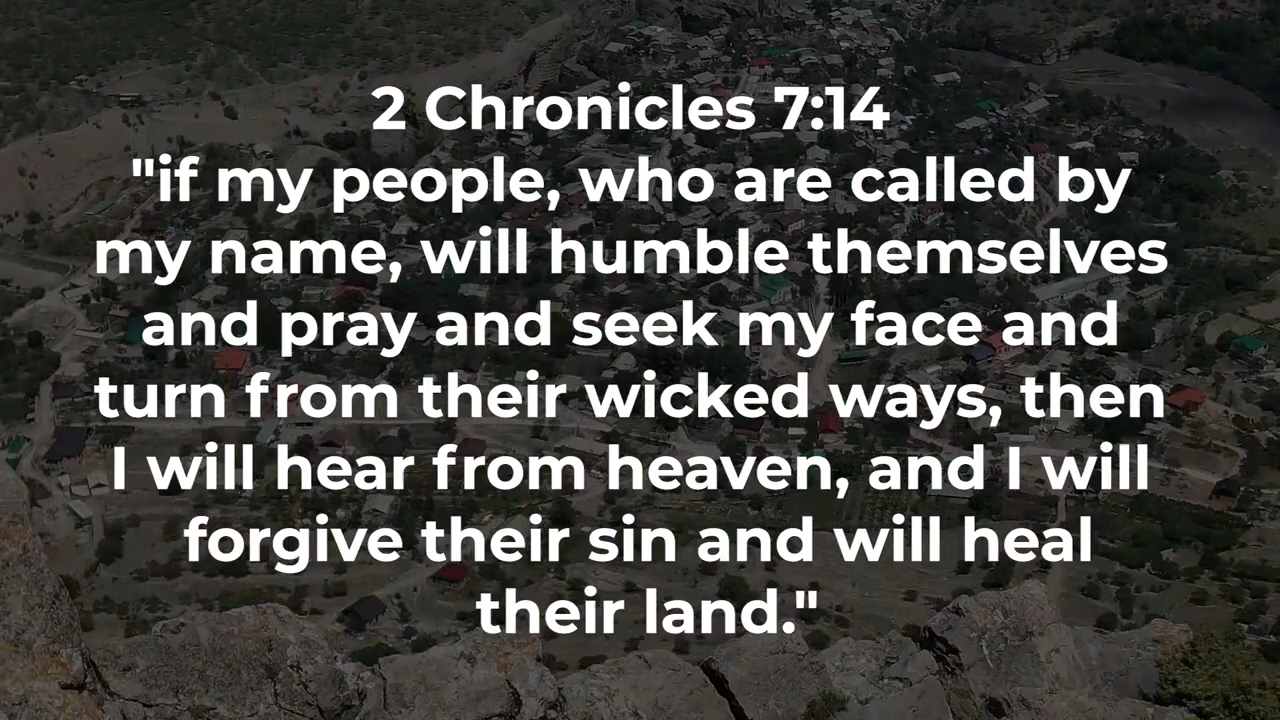 2 Chronicles 7:14
"if my people, who are called by
my name, will humble themselves
and pray and seek my face and
turn from their wicked ways, then
I will hear from heaven, and I will
forgive their sin and will heal
their land."